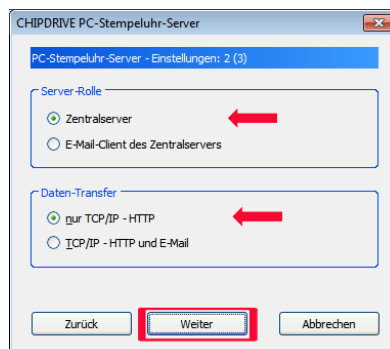 CHIPDRIVE PC-Stempeluhr-Server
PC-Stempeluhr-Server - Einstellungen: 2 (3)
Server-Rolle
Zentralserver
E-Mail-Client des Zentralservers
Daten-Transfer
nur TCP/IP - HTTP
TCP/IP - HTTP und E-Mail
Zurück Weiter Abbrechen